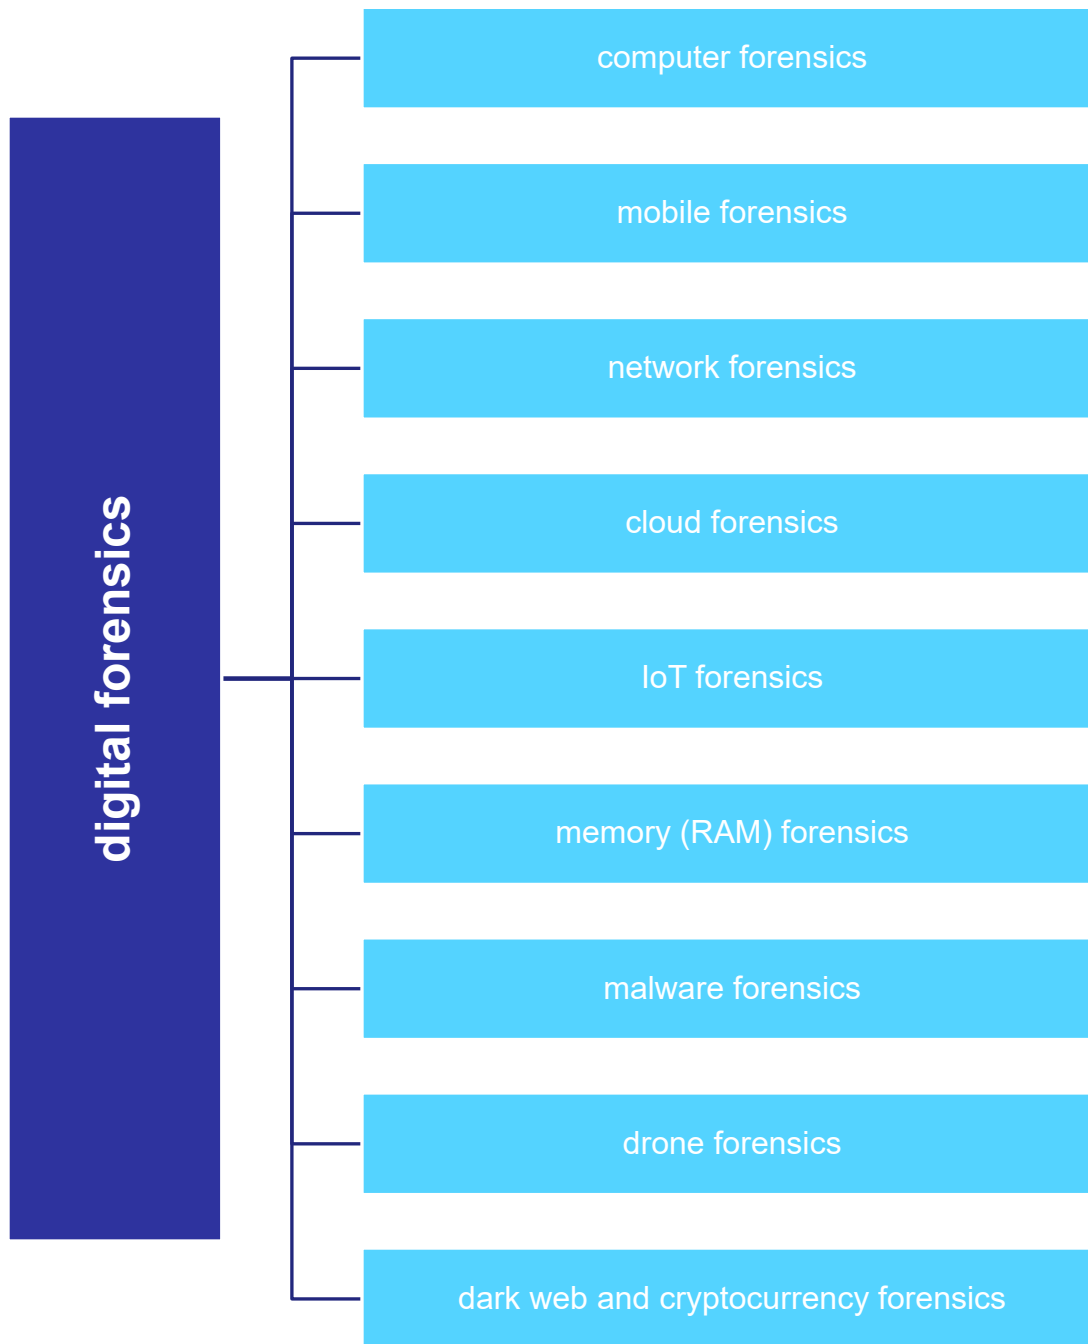 digital forensics
computer forensics
mobile forensics
network forensics
cloud forensics
IoT forensics
memory (RAM) forensics
malware forensics
drone forensics
dark web and cryptocurrency forensics